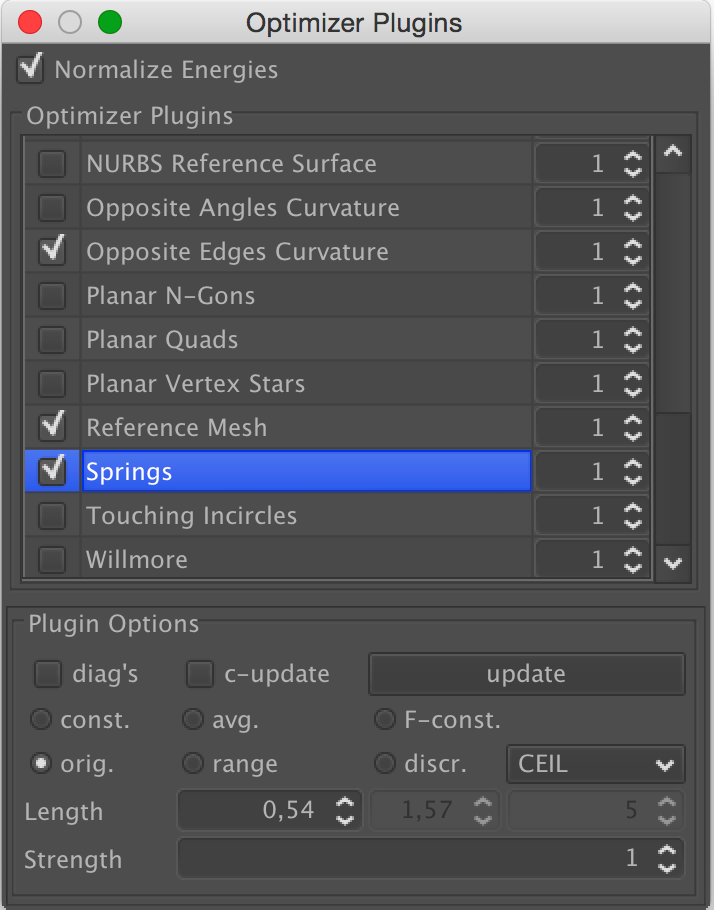 Optimizer Plugins
Normalize Energies
Optimizer Plugins
NURBS Reference Surface 1
Opposite Angles Curvature 1
Opposite Edges Curvature 1
Planar N-Gons 1
Planar Quads 1
Planar Vertex Stars 1
Reference Mesh 1
Springs 1
Touching Incircles 1
Willmore 1
Plugin Options
diag's c-update update
const. avg. F-const.
orig. range discr. CEIL
Length 0,54 1,57 5
Strength 1